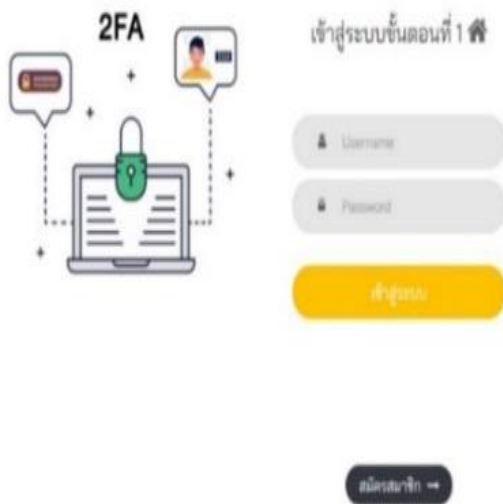 2FA
เข้าสู่ระบบขั้นตอนที่ 1
Username
Password
เข้าสู่ระบบ
สมัครสมาชิก →